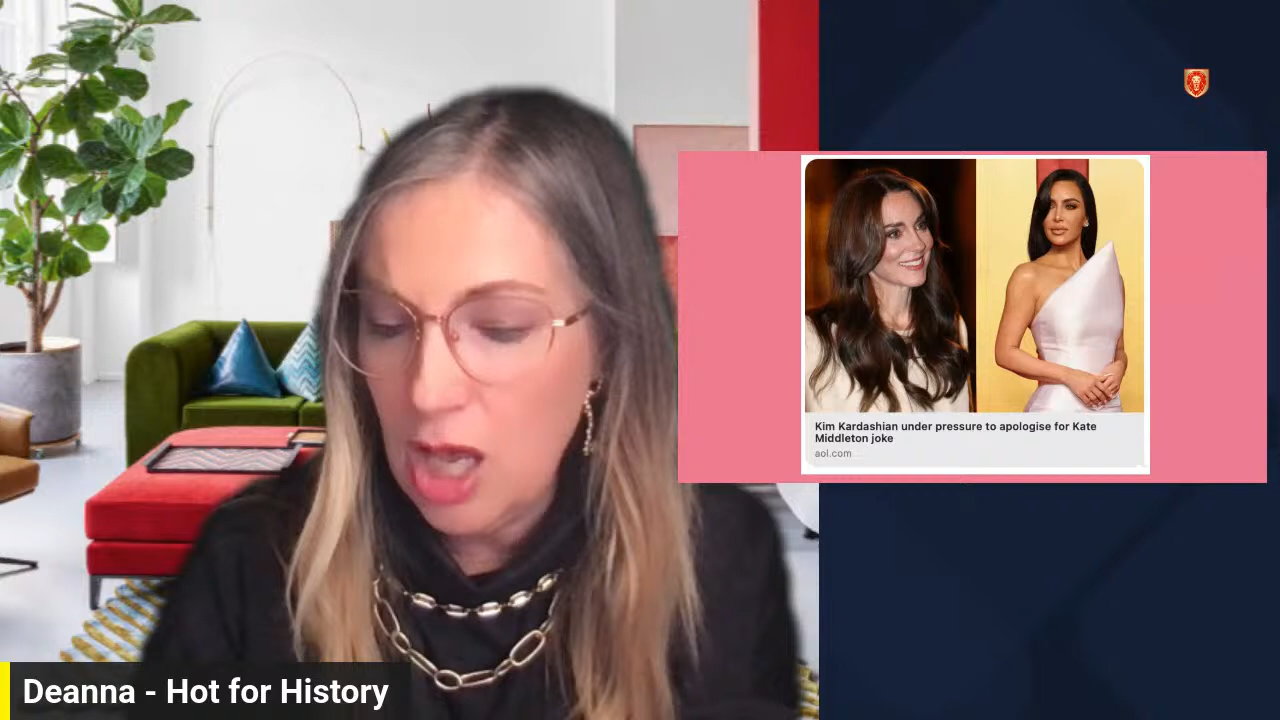 Kim Kardashian under pressure to apologise for Kate
Middleton joke
aol.com
Deanna - Hot for History